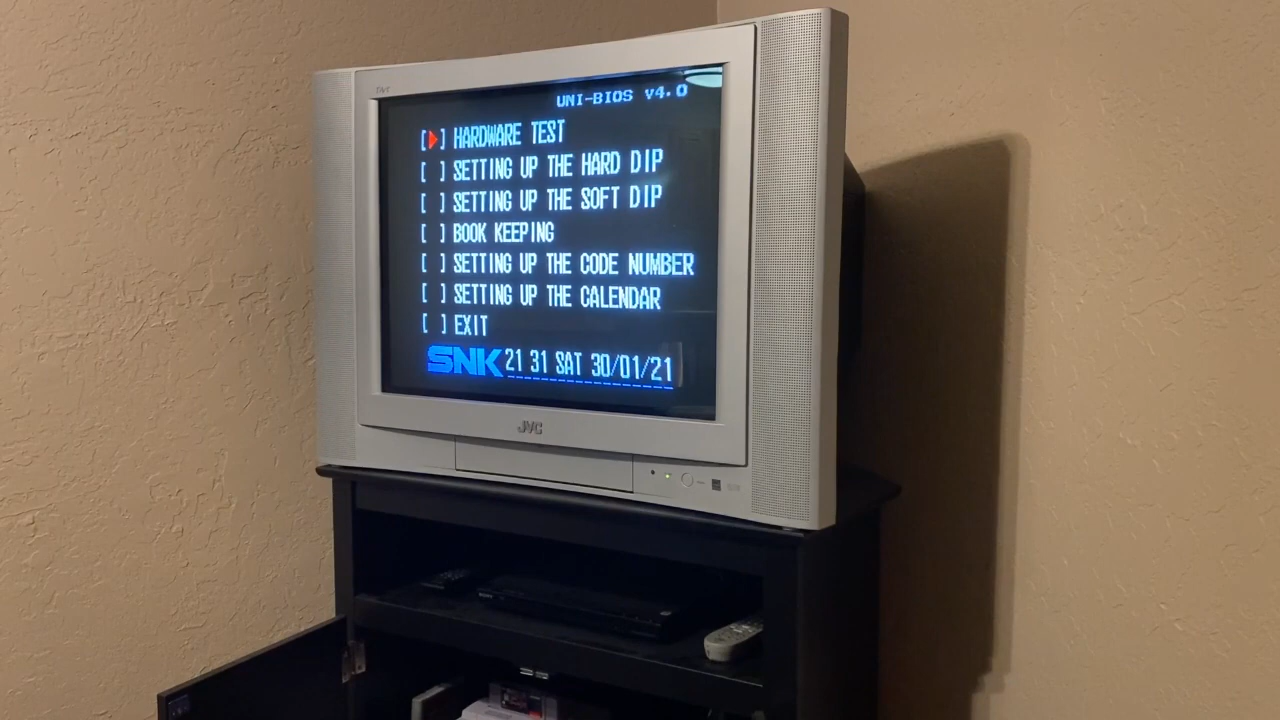 UNI-BIOS v4.0
[▶] HARDWARE TEST
[ ] SETTING UP THE HARD DIP
[ ] SETTING UP THE SOFT DIP
[ ] BOOK KEEPING
[ ] SETTING UP THE CODE NUMBER
[ ] SETTING UP THE CALENDAR
[ ] EXIT
SNK 21 31 SAT 30/01/21
JVC